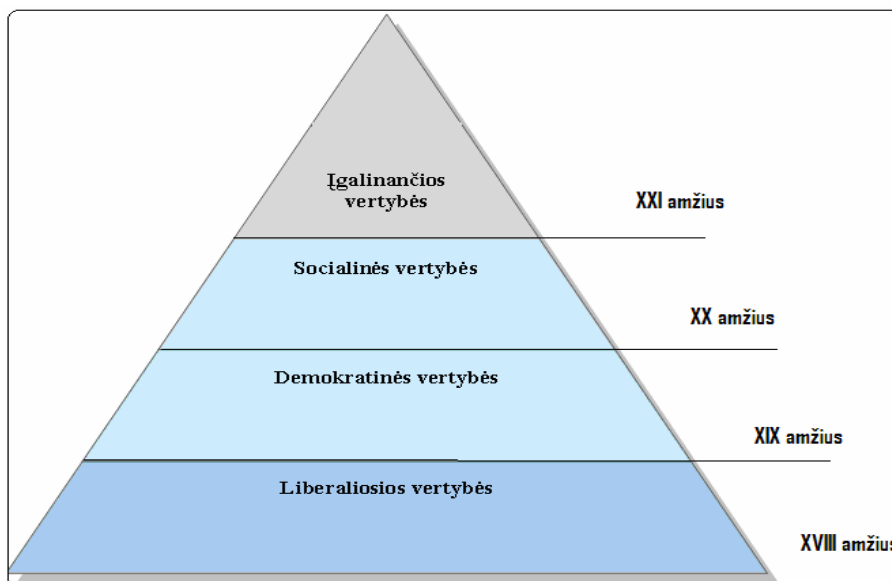 Įgalinančios
vertybės
XXI amžius
Socialinės vertybės
XX amžius
Demokratinės vertybės
XIX amžius
Liberaliosios vertybės
XVIII amžius